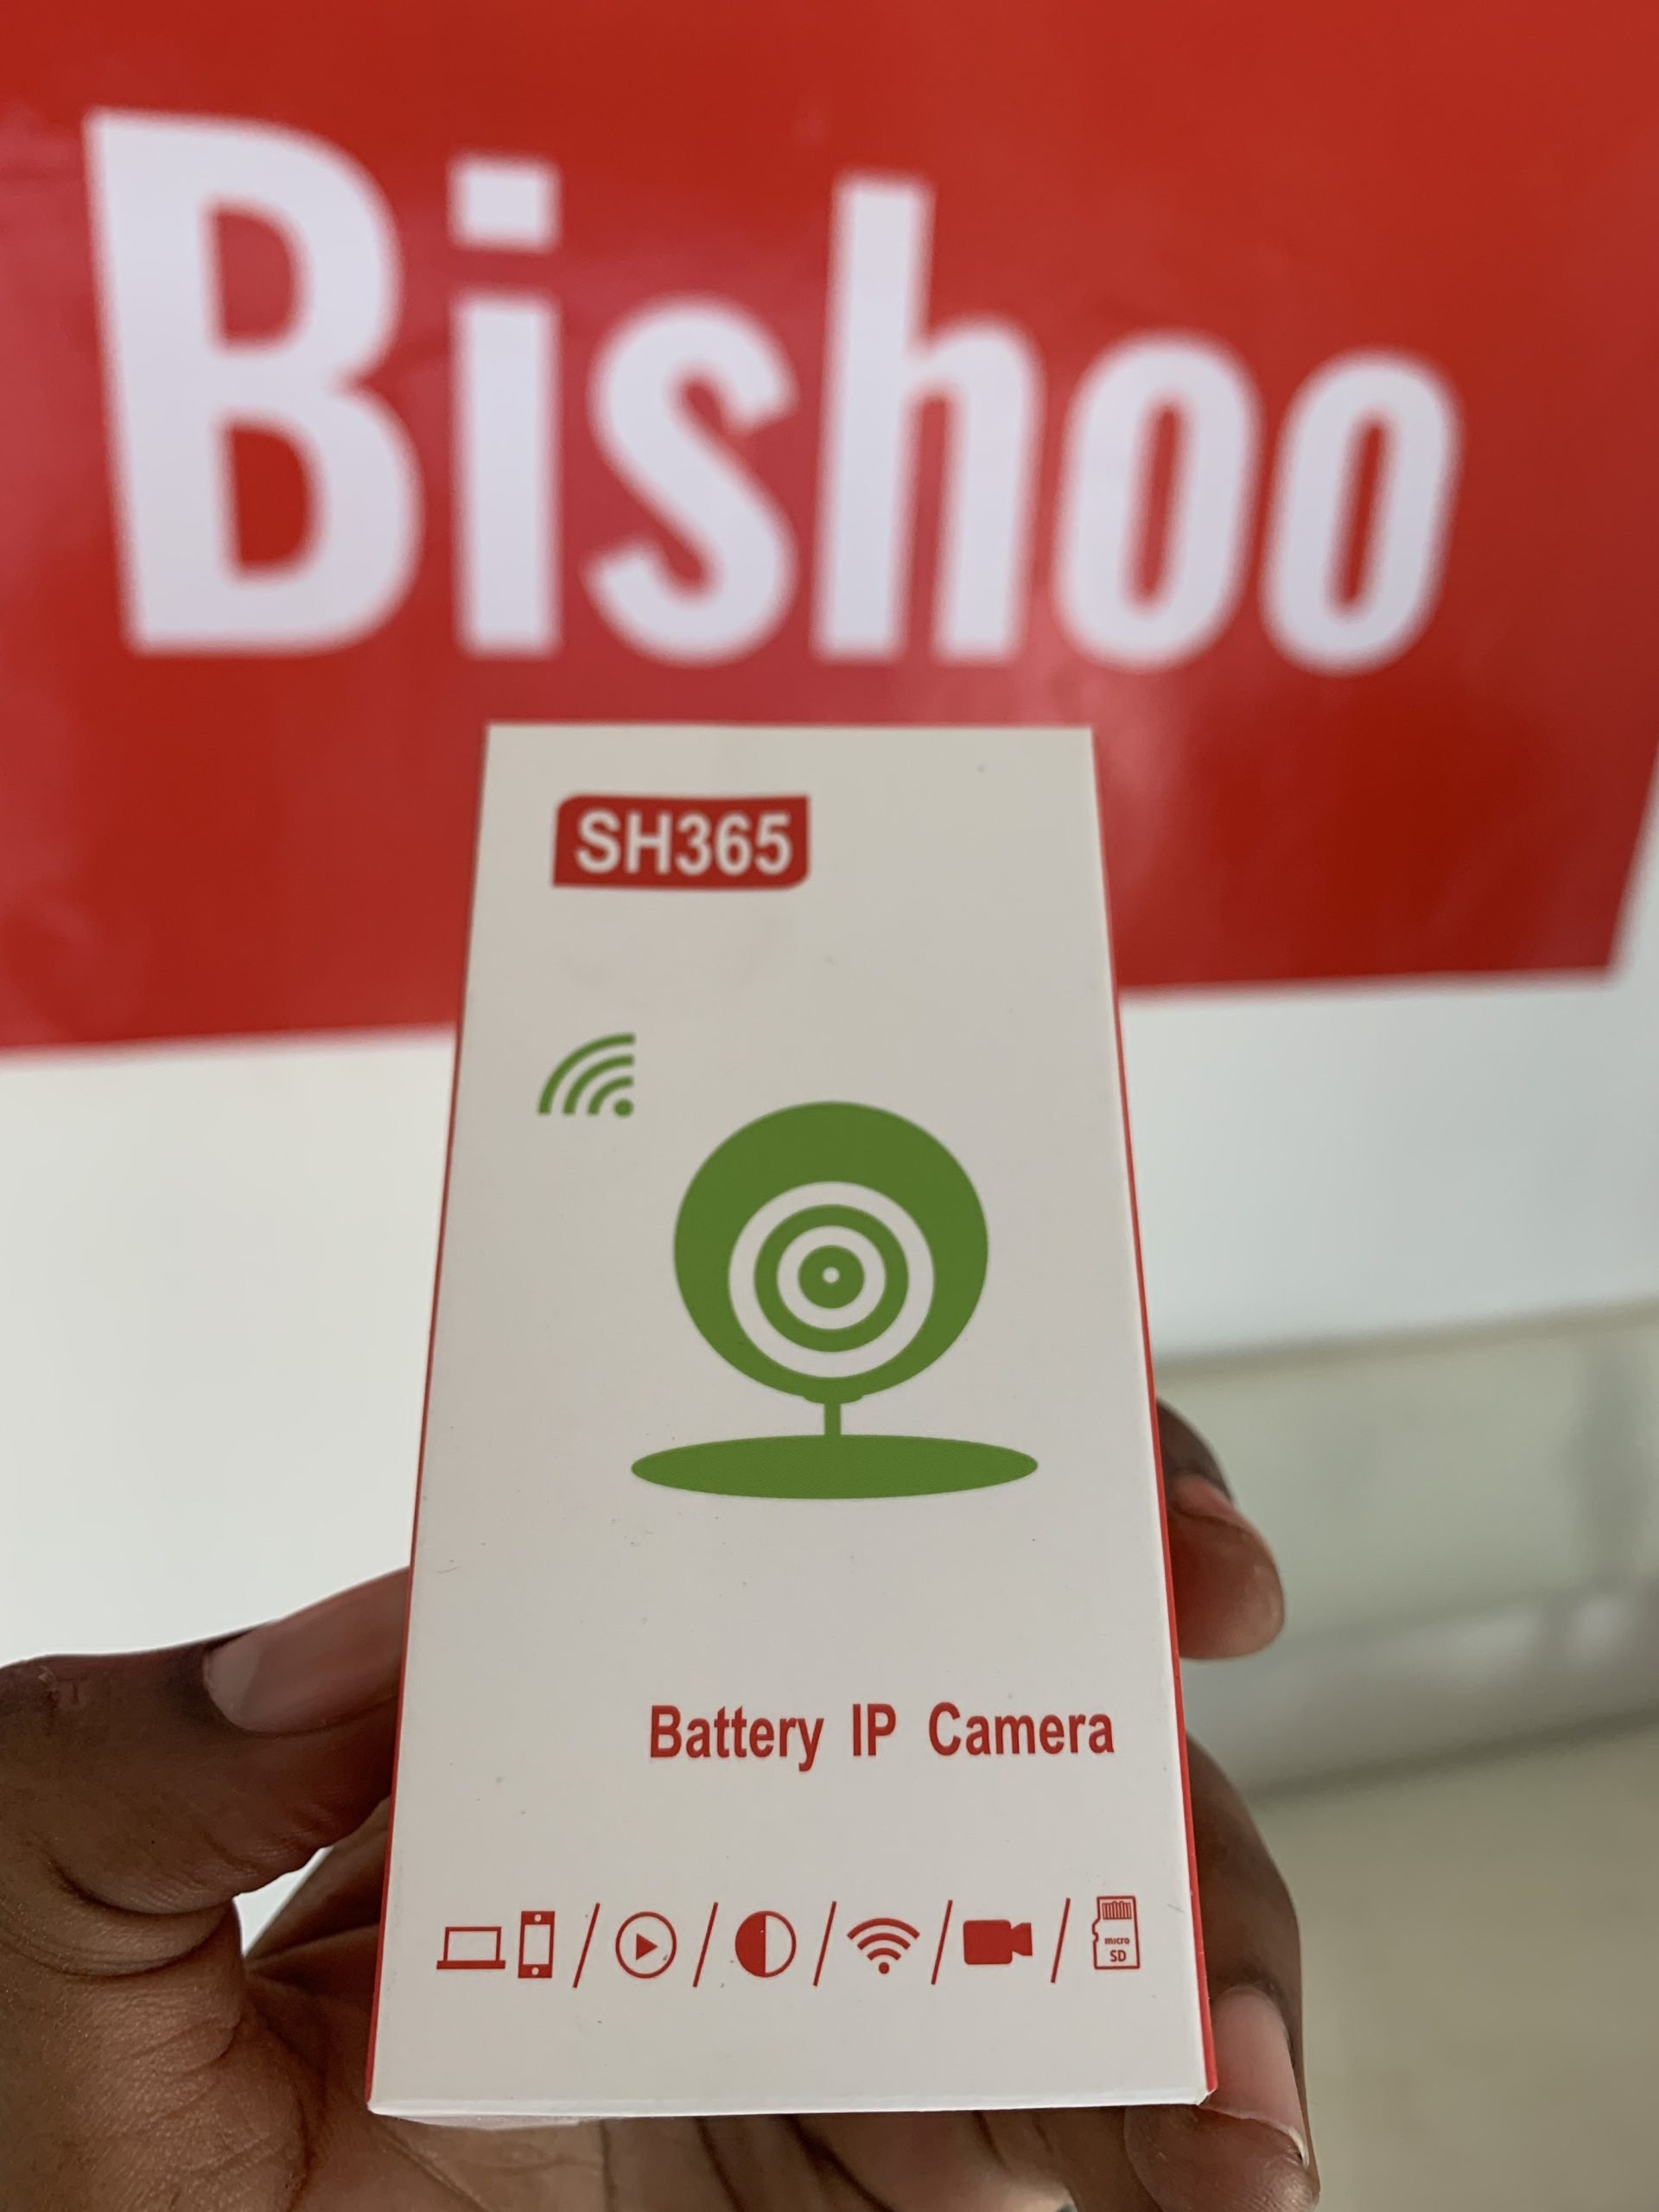 Bishoo
SH365
Battery IP Camera
micro
SD